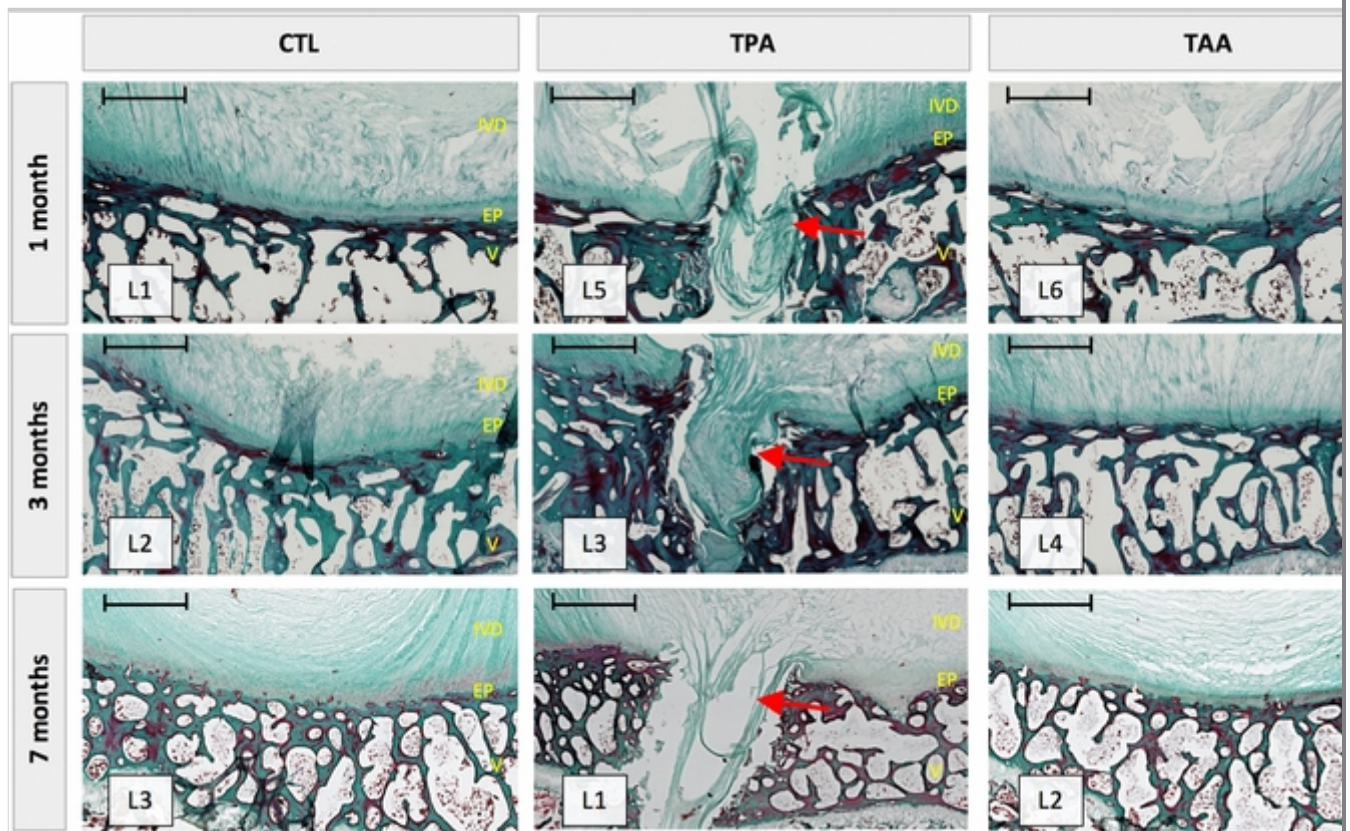 CTL TPA TAA
1 month
IVD
EP
V
L1
IVD
EP
V
L5
L6
3 months
IVD
EP
V
L2
IVD
EP
V
L3
L4
7 months
IVD
EP
V
L3
IVD
EP
V
L1
L2